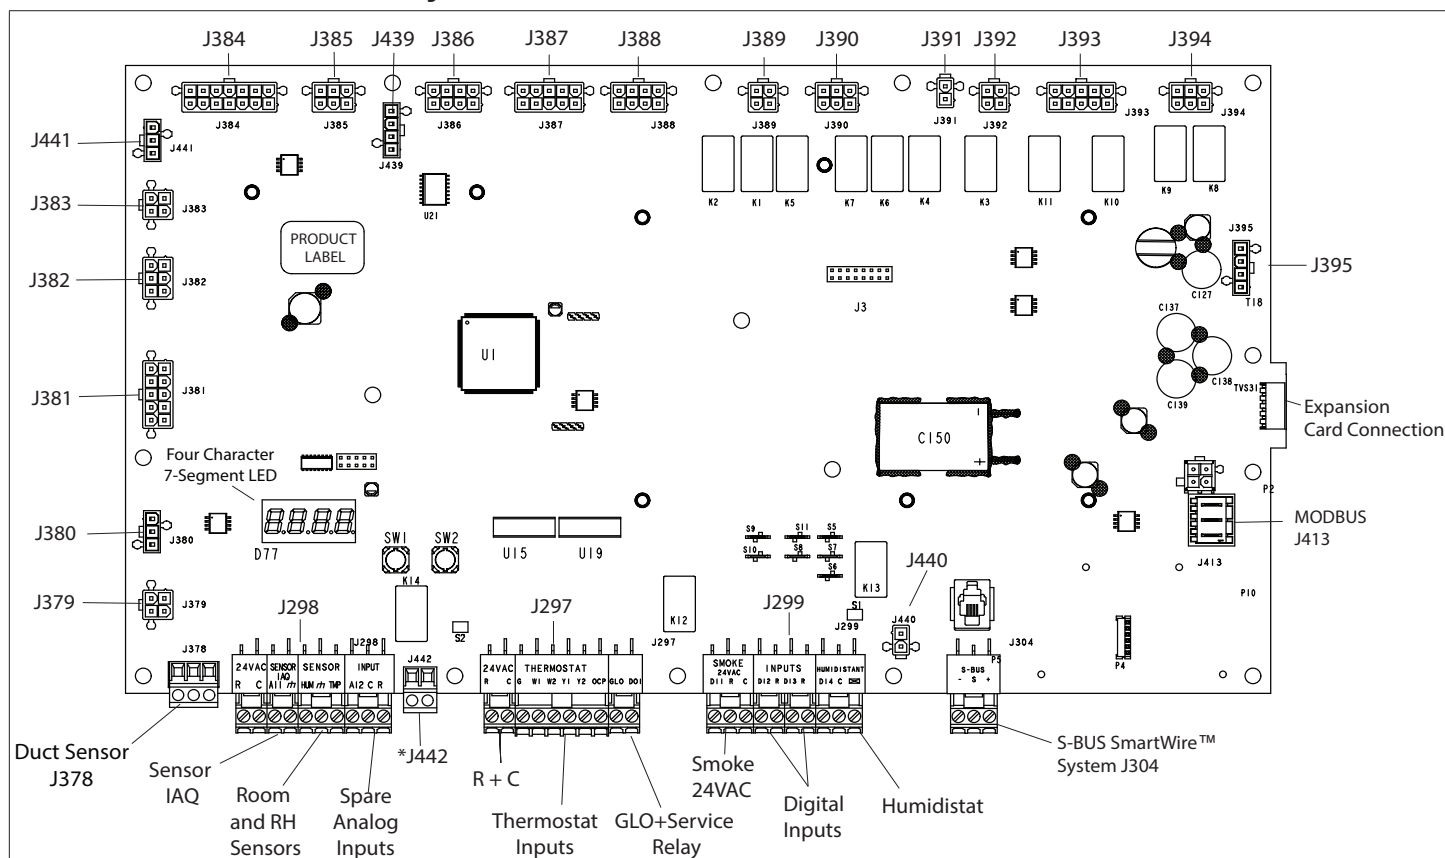 J384 J385 J439 J386 J387 J388 J389 J390 J391 J392 J393 J394
J384 J385 J386 J387 J388 J389 J390 J391 J392 J393 J394
J441
J441
J439
J383
J383
U21
K2 K1 K5 K7 K6 K4 K3 K11 K10 K9 K8
PRODUCT
LABEL
J395
J395
J382
J382
C127
T18
J3
C137
U1
C138
C139
TVS31
J381
J381
Expansion
Card Connection
C150
Four Character
7-Segment LED
P2
J380
J380
D77
SW1 SW2
U15 U19
S9 S11 S5
S10 S8 S7
S6
MODBUS
J413
J413
K14
K13
J440
J379
J379
J298
J297
J299
K12
S1
S2
P10
J378
J298
J442
J297
J299
J440
J304
P5
P4
24VAC
R C
SENSOR
IAQ
AI1 rh
SENSOR
HUM rh TMP
INPUT
AI2 C R
24VAC
R C
THERMOSTAT
G W1 W2 Y1 Y2 OCP
GLO DO1
SMOKE
24VAC
DI1 R C
INPUTS
DI2 R DI3 R
HUMIDISTANT
DI4 C
S-BUS
- S +
Duct Sensor
J378
Sensor
IAQ
Room
and RH
Sensors
Spare
Analog
Inputs
*J442
R + C
Thermostat
Inputs
GLO+Service
Relay
Smoke
24VAC
Digital
Inputs
Humidistat
S-BUS SmartWire™
System J304